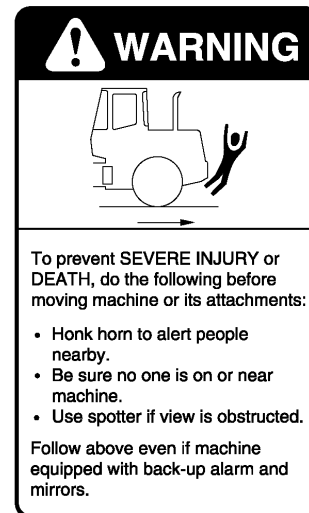 WARNING
To prevent SEVERE INJURY or
DEATH, do the following before
moving machine or its attachments:
• Honk horn to alert people
nearby.
• Be sure no one is on or near
machine.
• Use spotter if view is obstructed.
Follow above even if machine
equipped with back-up alarm and
mirrors.